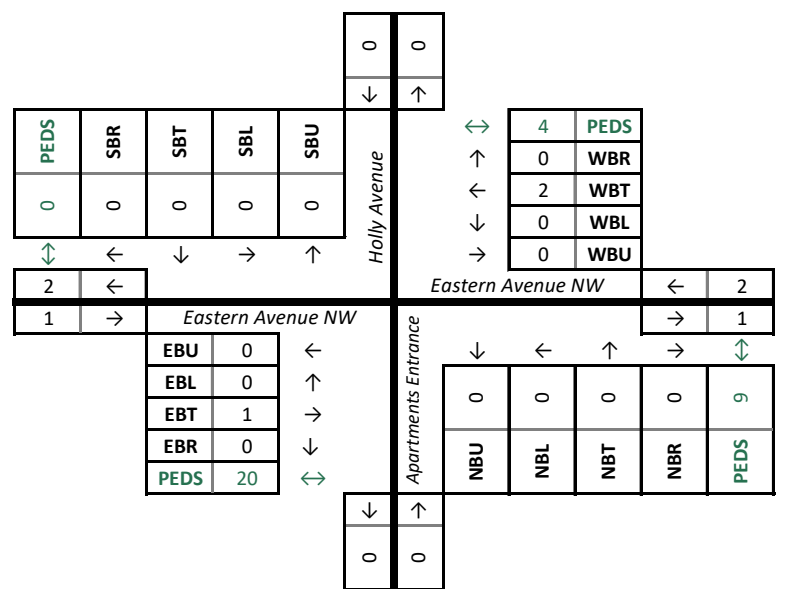 0 0
↓ ↑
PEDS SBR SBT SBL SBU
0 0 0 0 0
↕ ← ↓ → ↑
Holly Avenue
↔ 4 PEDS
↑ 0 WBR
← 2 WBT
↓ 0 WBL
→ 0 WBU
2 ←
1 →
Eastern Avenue NW
← 2
→ 1
Eastern Avenue NW
EBU 0 ←
EBL 0 ↑
EBT 1 →
EBR 0 ↓
PEDS 20 ↔
Apartments Entrance
↓ ← ↑ → ↕
0 0 0 0 9
NBU NBL NBT NBR PEDS
↓ ↑
0 0